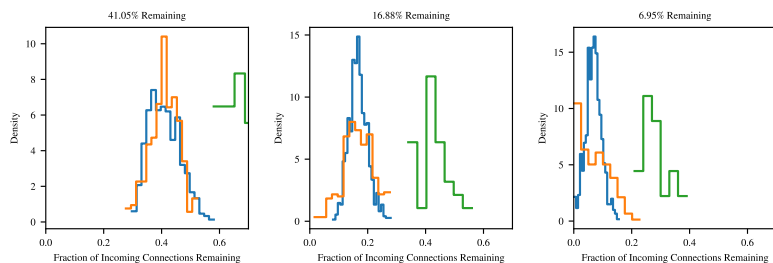 41.05% Remaining
16.88% Remaining
6.95% Remaining
Density
10
8
6
4
2
0
0.0
0.2
0.4
0.6
Fraction of Incoming Connections Remaining
Density
15
10
5
0
0.0
0.2
0.4
0.6
Fraction of Incoming Connections Remaining
Density
15
10
5
0
0.0
0.2
0.4
0.6
Fraction of Incoming Connections Remaining